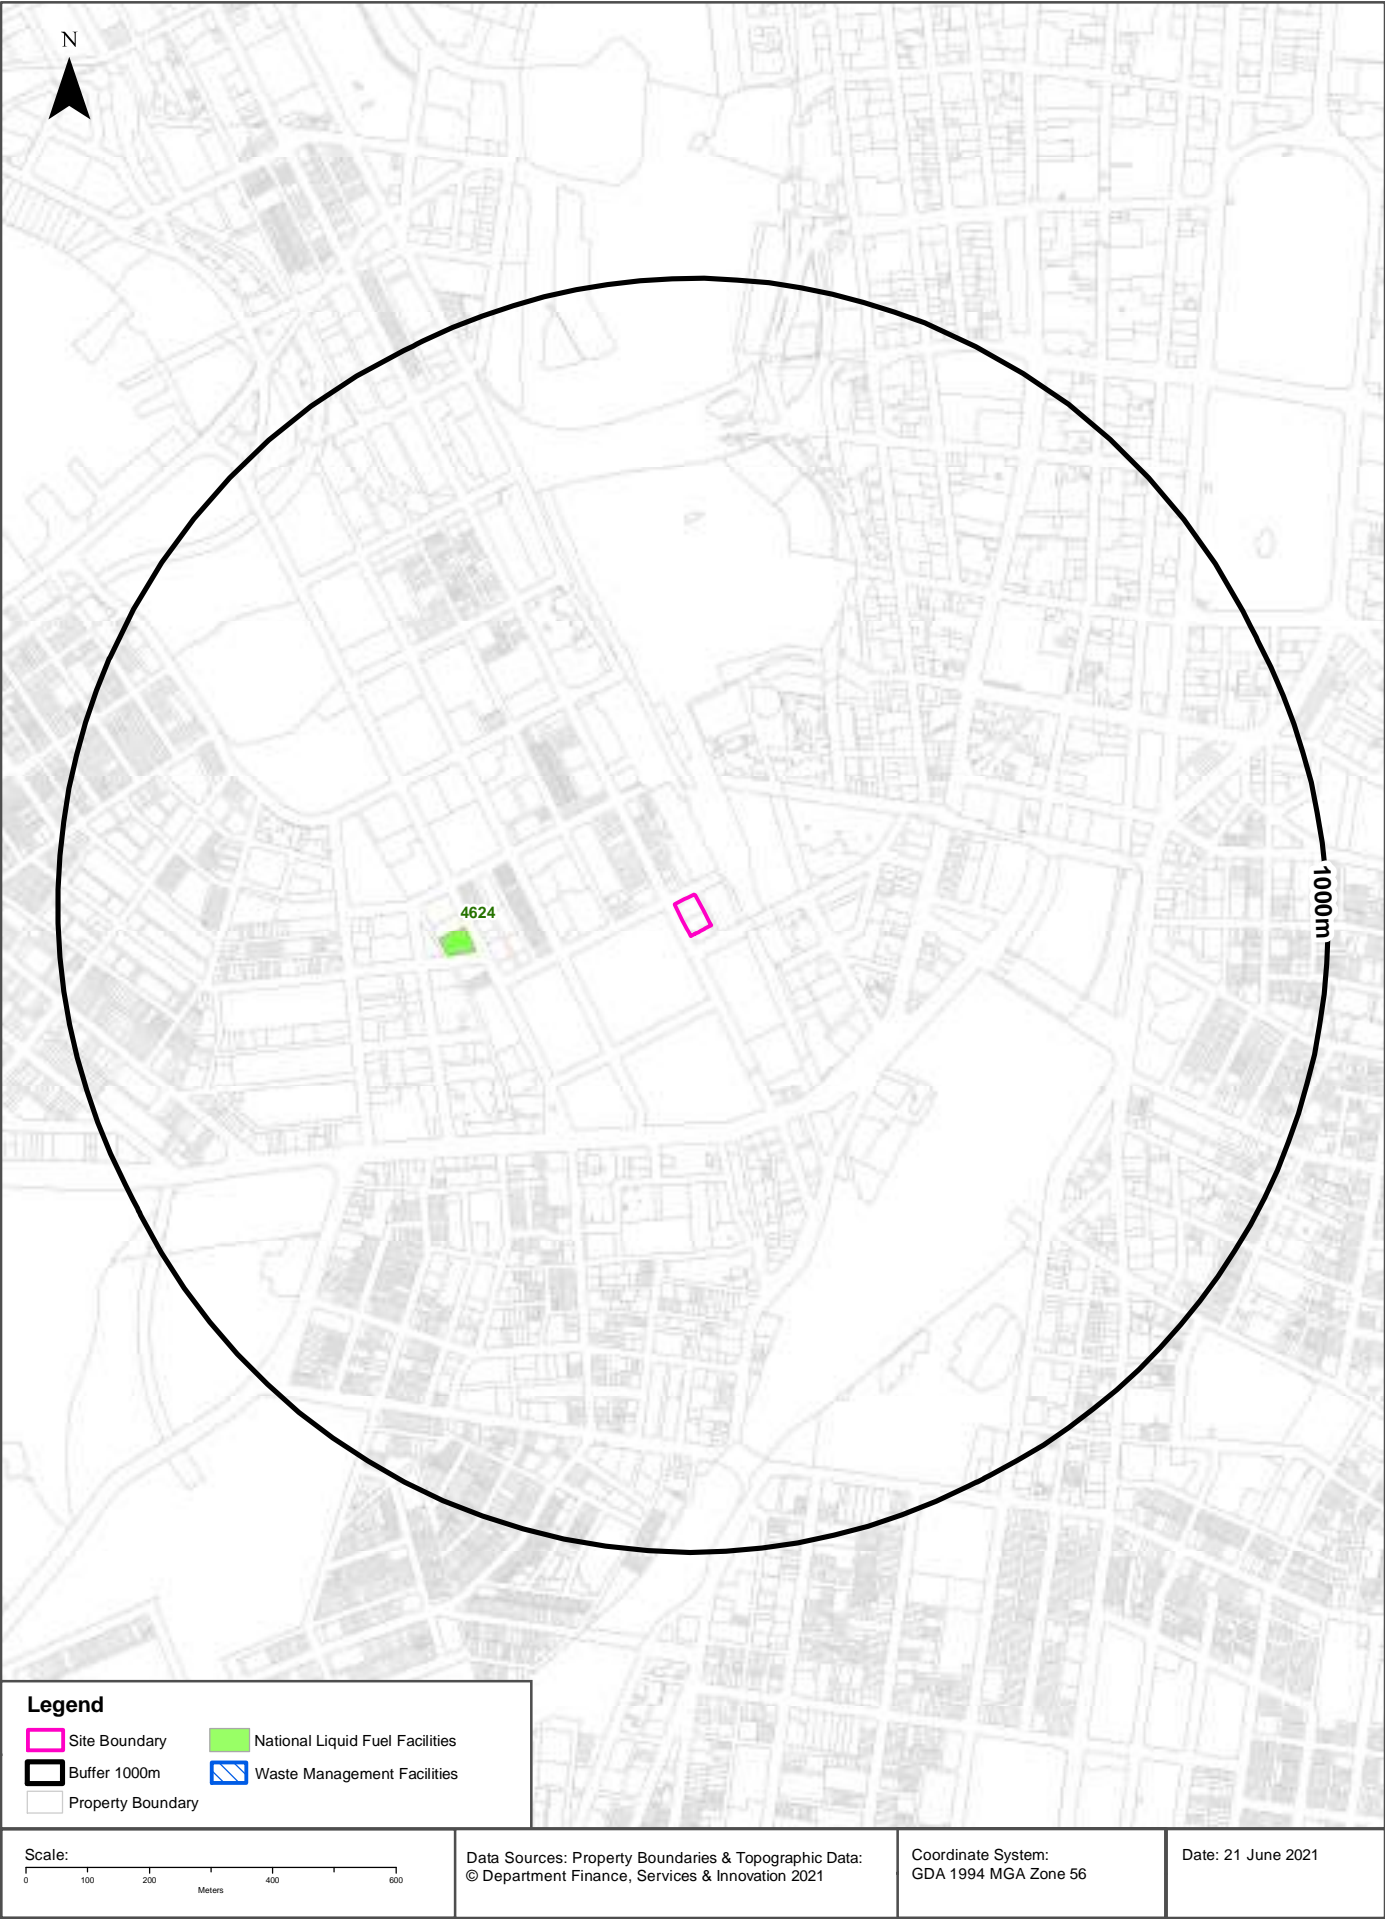 N
4624
1000m
Legend
Site Boundary
National Liquid Fuel Facilities
Buffer 1000m
Waste Management Facilities
Property Boundary
Scale:
0 100 200 400 600
Meters
Data Sources: Property Boundaries & Topographic Data:
© Department Finance, Services & Innovation 2021
Coordinate System:
GDA 1994 MGA Zone 56
Date: 21 June 2021